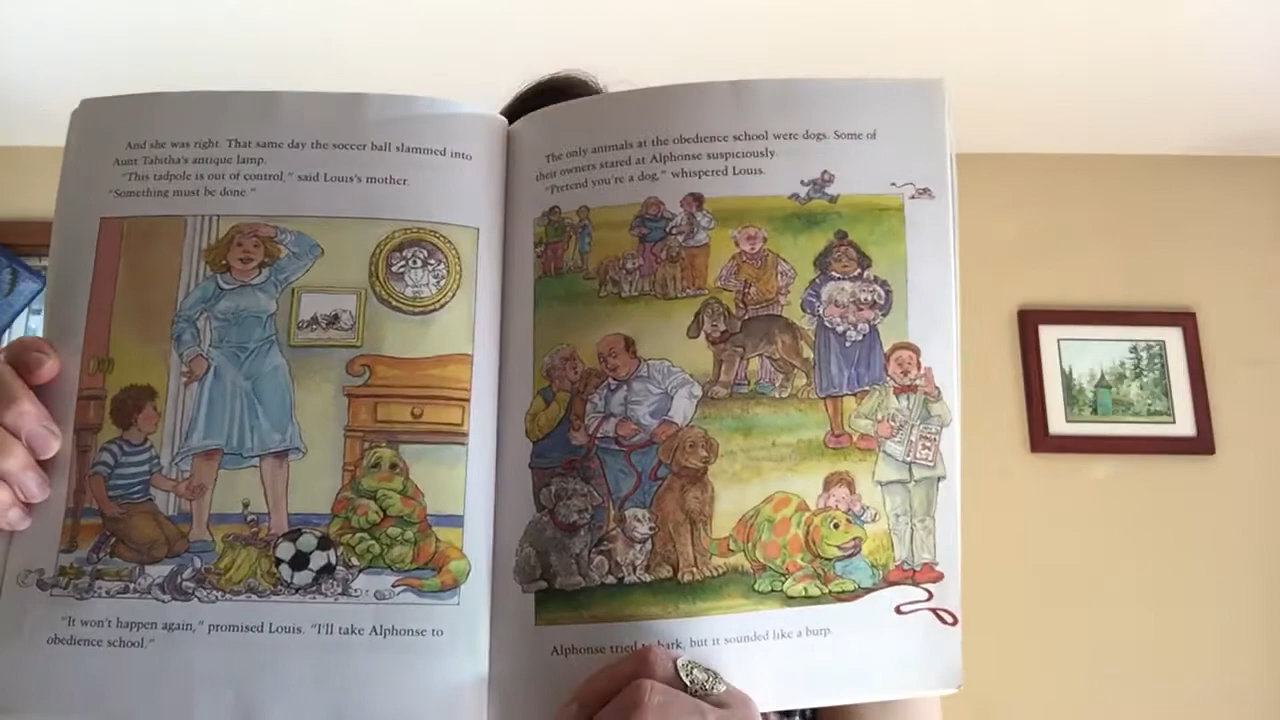 And she was right. That same day the soccer ball slammed into
Aunt Tabitha's antique lamp.
"This tadpole is out of control," said Louis's mother.
"Something must be done."
"It won't happen again," promised Louis. "I'll take Alphonse to
obedience school."
The only animals at the obedience school were dogs. Some of
their owners stared at Alphonse suspiciously.
"Pretend you're a dog," whispered Louis.
Alphonse tried to bark, but it sounded like a burp.